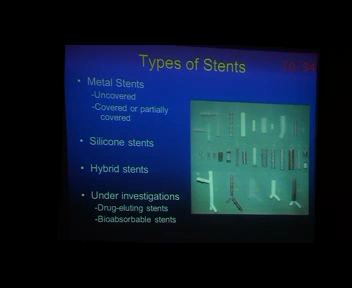 Types of Stents
• Metal Stents
-Uncovered
-Covered or partially
covered
• Silicone stents
• Hybrid stents
• Under investigations
-Drug-eluting stents
-Bioabsorbable stents